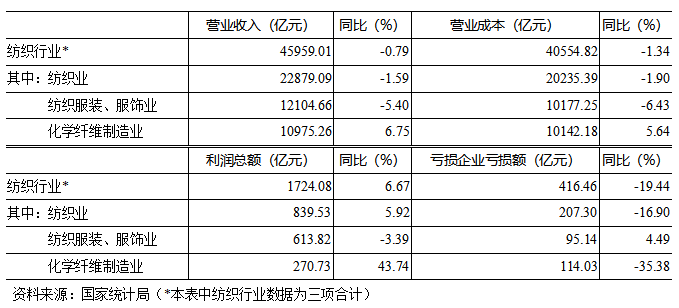 营业收入（亿元） 同比（%） 营业成本（亿元） 同比（%）
纺织行业* 45959.01 -0.79 40554.82 -1.34
其中：纺织业 22879.09 -1.59 20235.39 -1.90
纺织服装、服饰业 12104.66 -5.40 10177.25 -6.43
化学纤维制造业 10975.26 6.75 10142.18 5.64
利润总额（亿元） 同比（%） 亏损企业亏损额（亿元） 同比（%）
纺织行业* 1724.08 6.67 416.46 -19.44
其中：纺织业 839.53 5.92 207.30 -16.90
纺织服装、服饰业 613.82 -3.39 95.14 4.49
化学纤维制造业 270.73 43.74 114.03 -35.38
资料来源：国家统计局（*本表中纺织行业数据为三项合计）